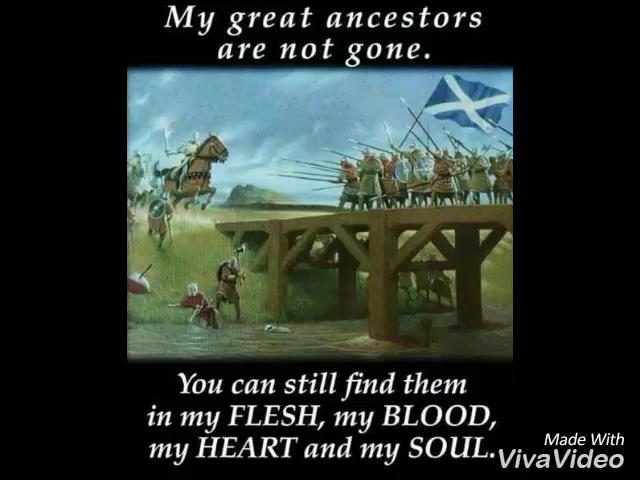 My great ancestors
are not gone.
You can still find them
in my FLESH, my BLOOD,
my HEART and my SOUL.
Made With
VivaVideo